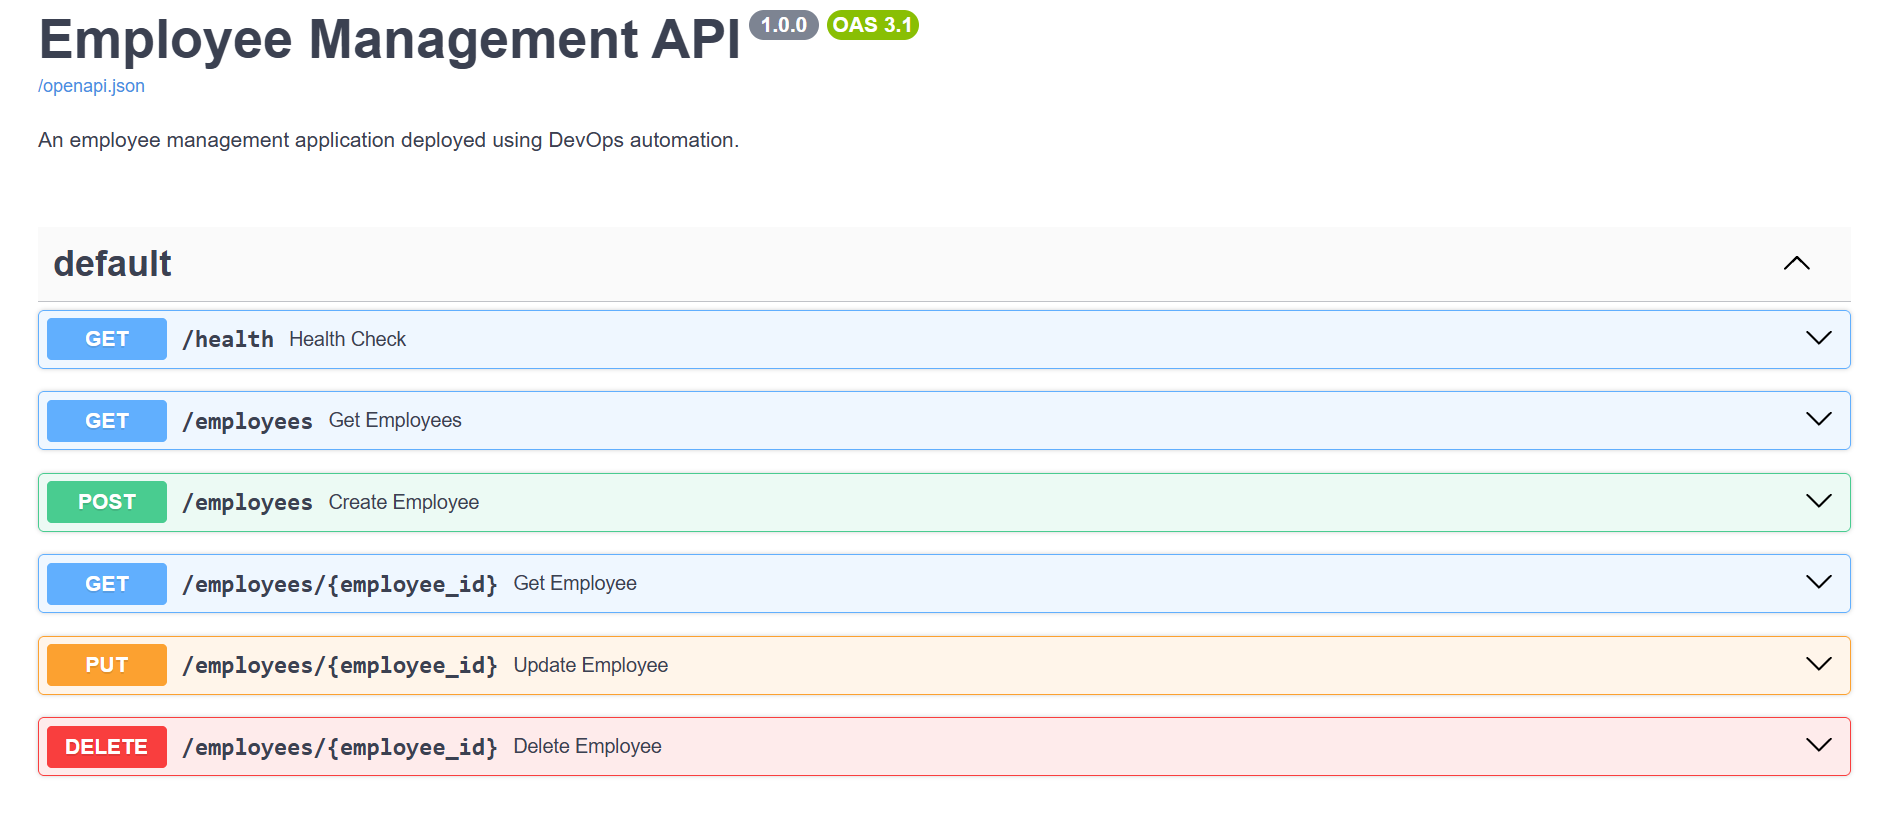 Employee Management API 1.0.0 OAS 3.1
/openapi.json
An employee management application deployed using DevOps automation.
default
GET /health Health Check
GET /employees Get Employees
POST /employees Create Employee
GET /employees/{employee_id} Get Employee
PUT /employees/{employee_id} Update Employee
DELETE /employees/{employee_id} Delete Employee